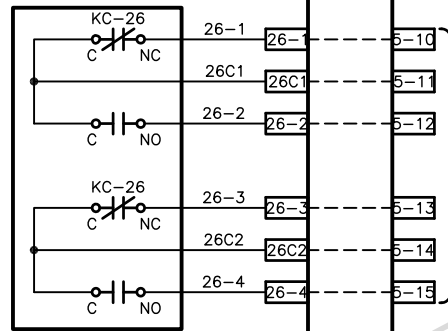 KC-26 26-1 26-1 5-10
C NC
26C1 26C1 5-11
26-2 26-2 5-12
C NO
KC-26 26-3 26-3 5-13
C NC
26C2 26C2 5-14
26-4 26-4 5-15
C NO